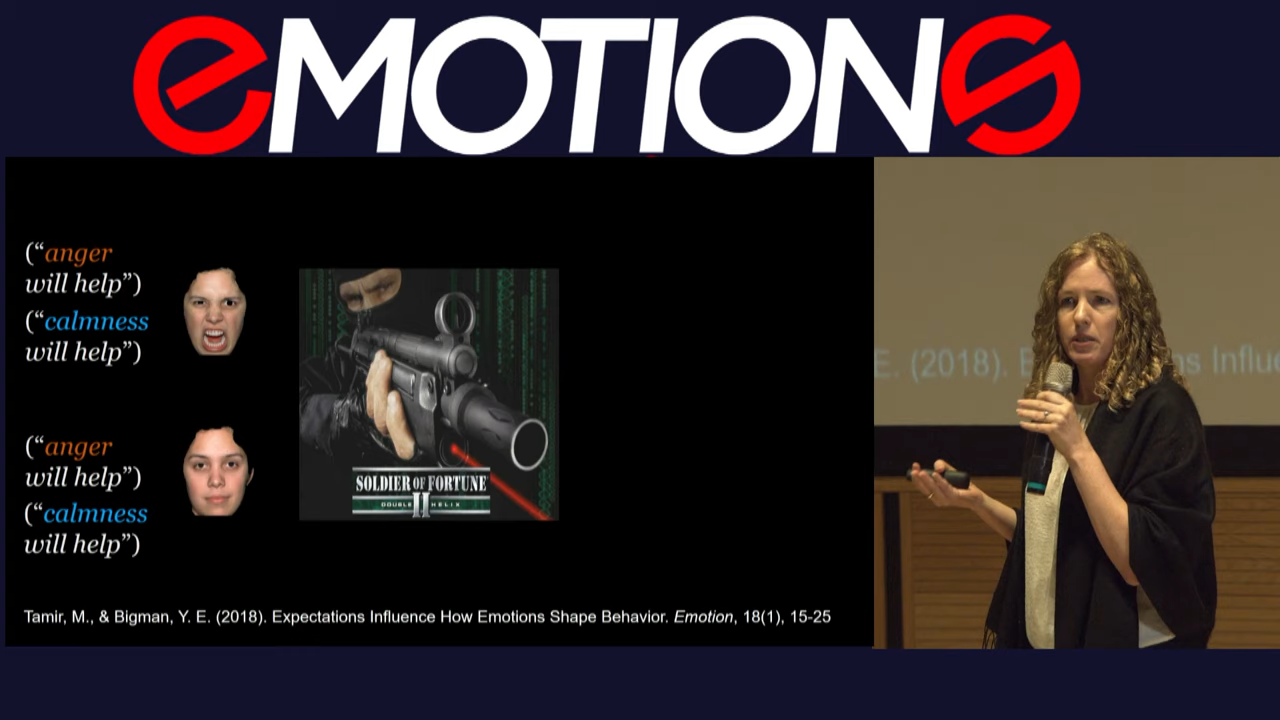 eMOTIONS
("anger
will help")
("calmness
will help")
("anger
will help")
("calmness
will help")
SOLDIER OF FORTUNE
II
DOUBLE HELIX
Tamir, M., & Bigman, Y. E. (2018). Expectations Influence How Emotions Shape Behavior. Emotion, 18(1), 15-25
E. (2018). E ns Influe